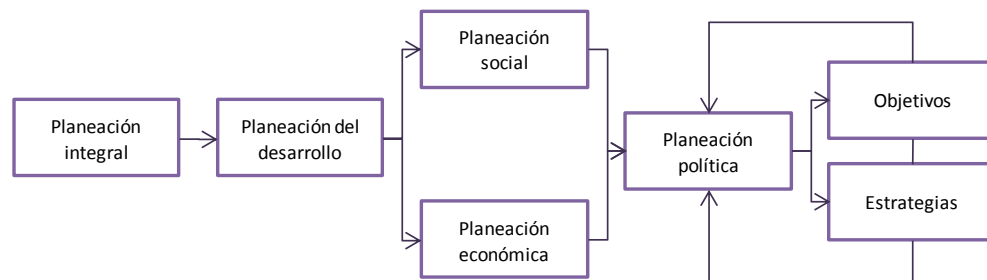 Planeación
integral
Planeación del
desarrollo
Planeación
social
Planeación
económica
Planeación
política
Objetivos
Estrategias